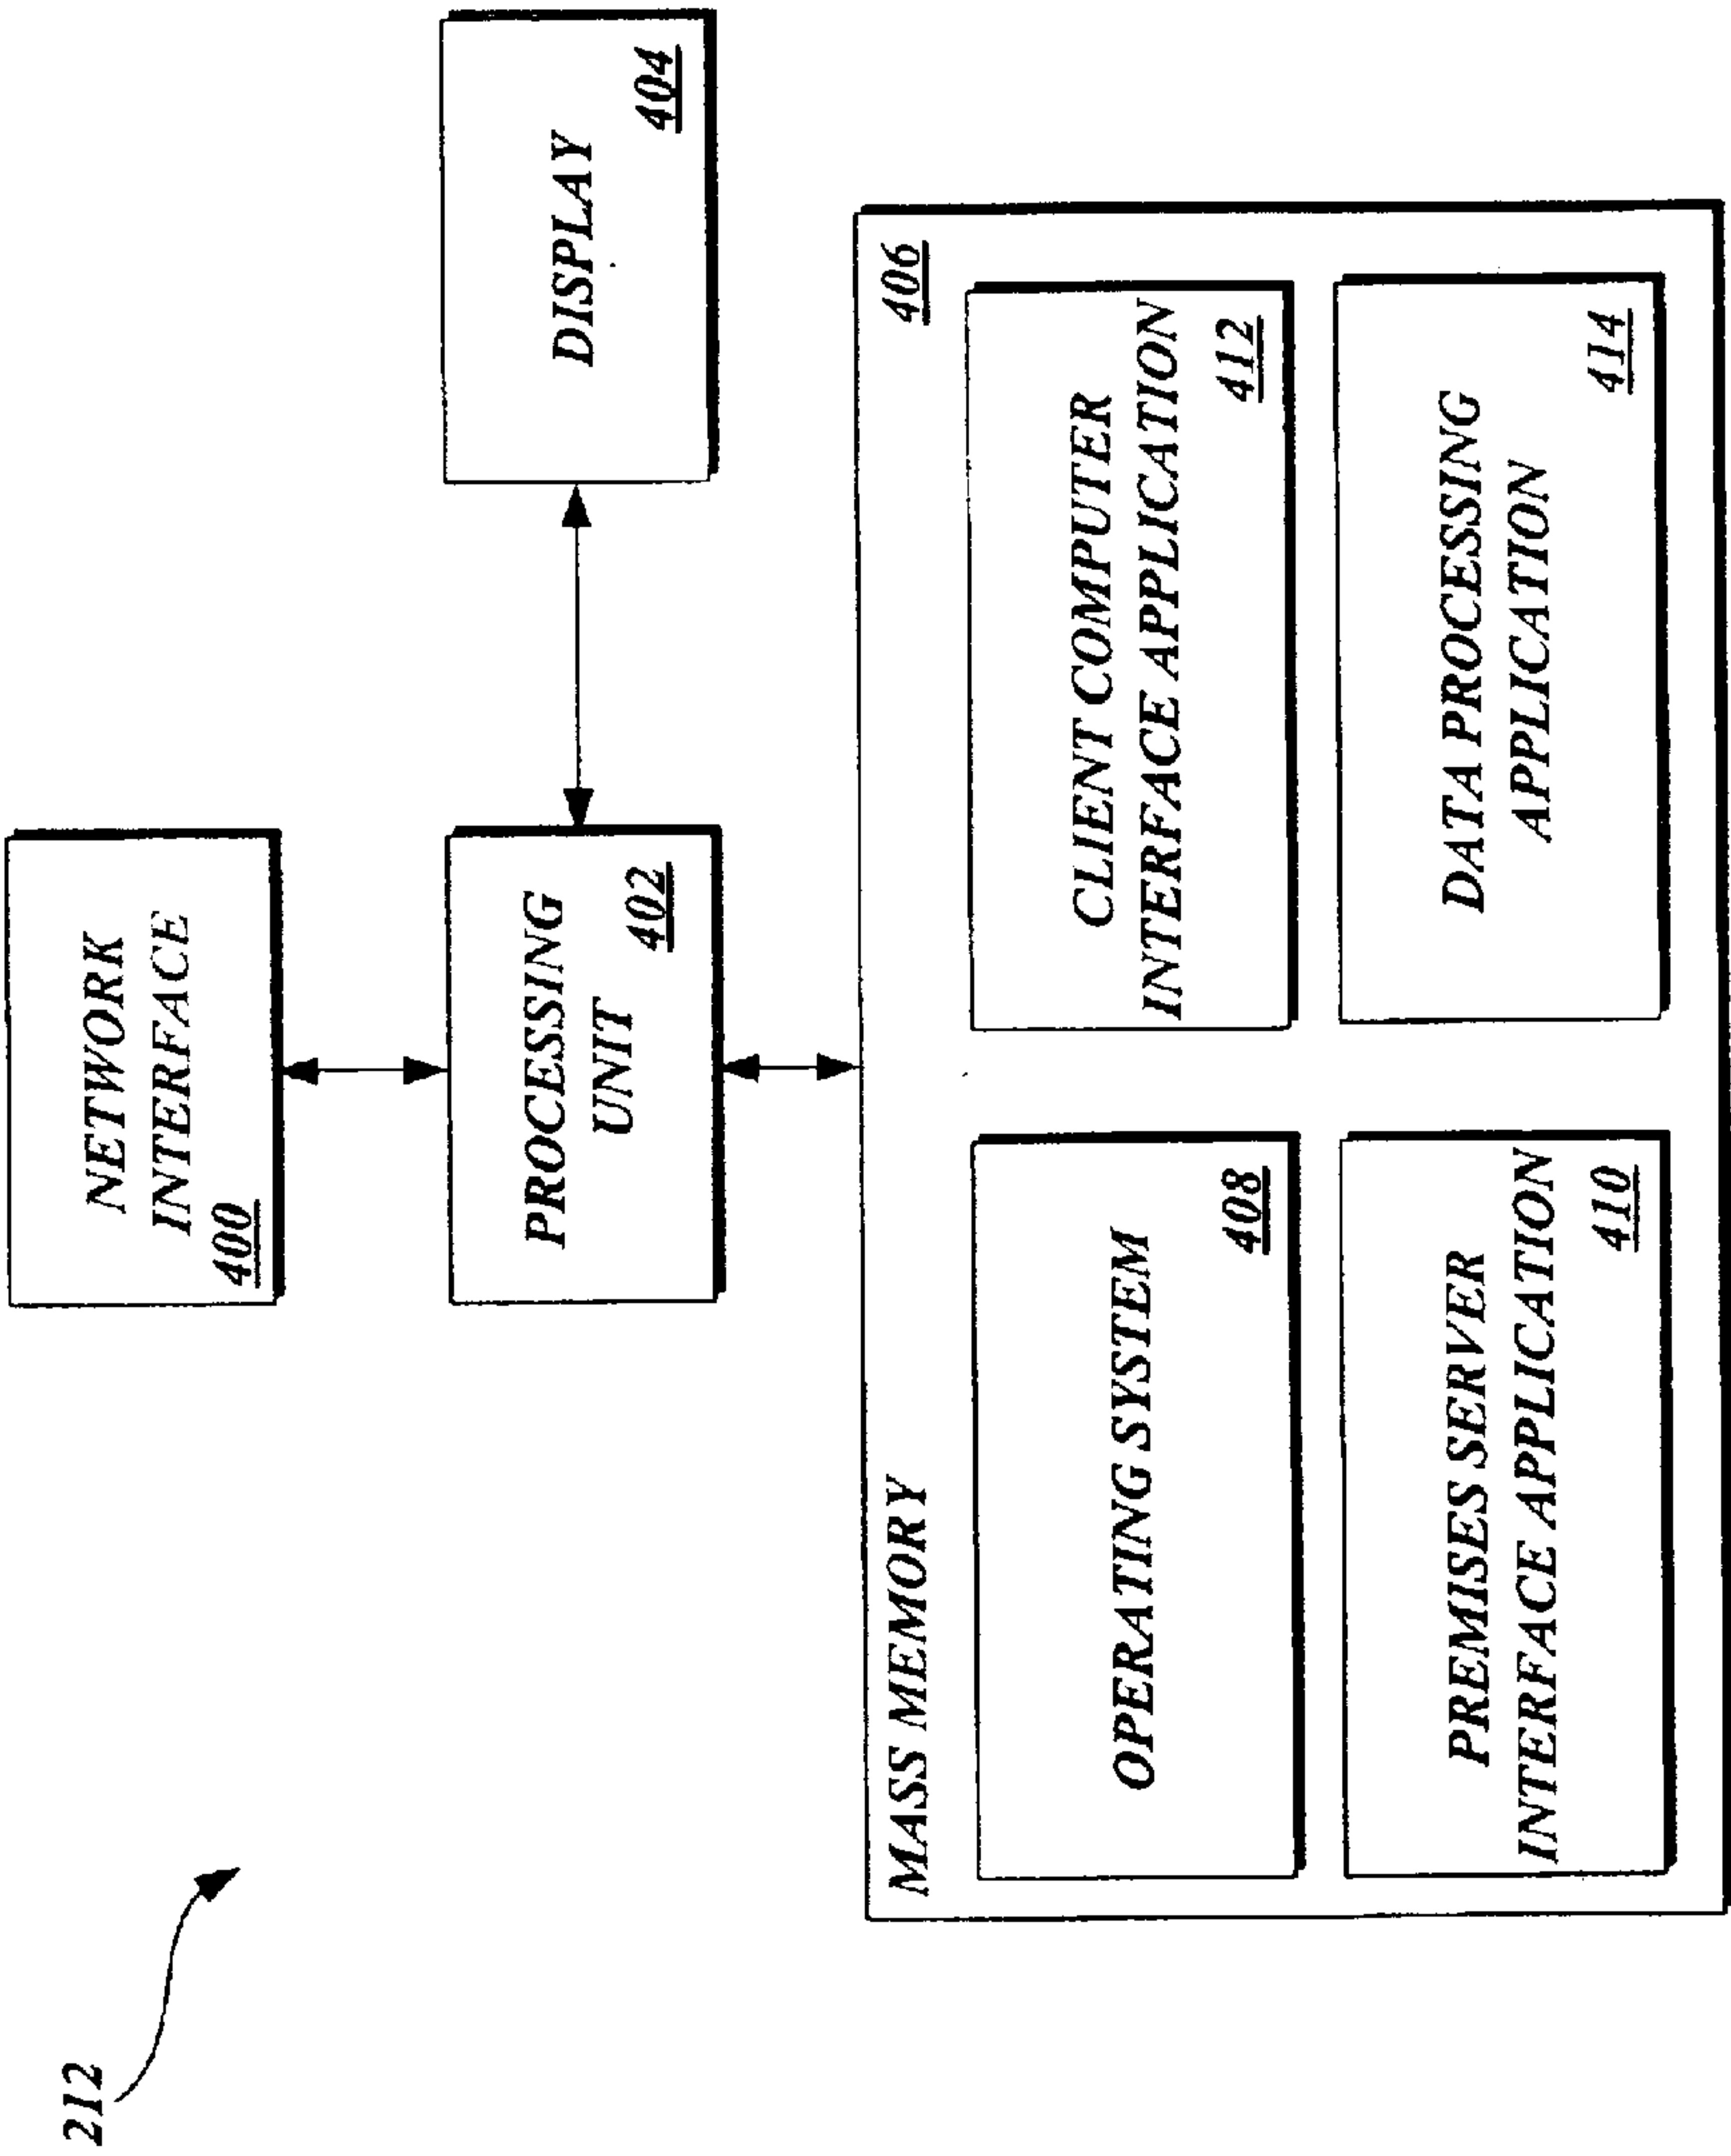 212
NETWORK
INTERFACE
400
PROCESSING
UNIT
402
DISPLAY
404
MASS MEMORY
406
OPERATING SYSTEM
408
CLIENT COMPUTER
INTERFACE APPLICATION
412
PREMISES SERVER
INTERFACE APPLICATION
410
DATA PROCESSING
APPLICATION
414